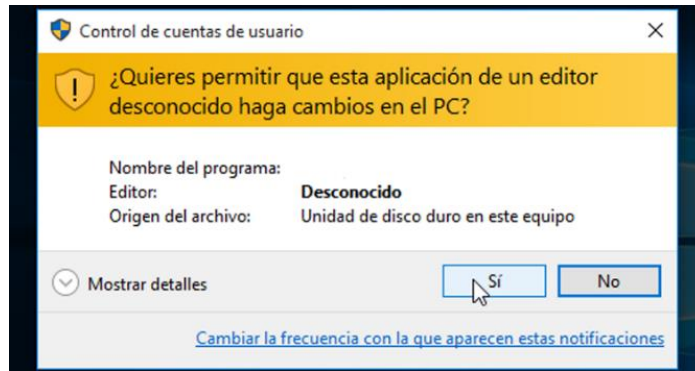 Control de cuentas de usuario
¿Quieres permitir que esta aplicación de un editor
desconocido haga cambios en el PC?
Nombre del programa:
Editor: Desconocido
Origen del archivo: Unidad de disco duro en este equipo
Mostrar detalles
Sí
No
Cambiar la frecuencia con la que aparecen estas notificaciones